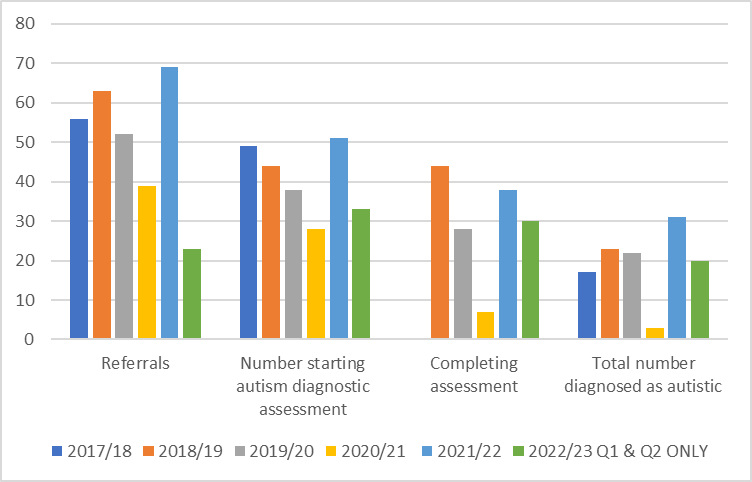 80
70
60
50
40
30
20
10
0
Referrals
Number starting
autism diagnostic
assessment
Completing
assessment
Total number
diagnosed as autistic
2017/18 2018/19 2019/20 2020/21 2021/22 2022/23 Q1 & Q2 ONLY